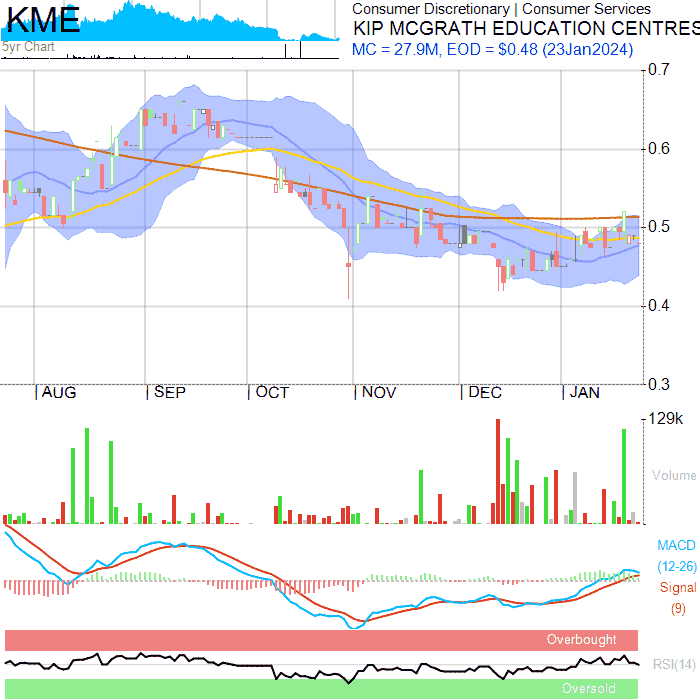 KME
5yr Chart
Consumer Discretionary | Consumer Services
KIP MCGRATH EDUCATION CENTRES
MC = 27.9M, EOD = $0.48 (23Jan2024)
0.7
0.6
0.5
0.4
0.3
AUG SEP OCT NOV DEC JAN
129k
Volume
MACD
(12-26)
Signal
(9)
Overbought
RSI(14)
Oversold